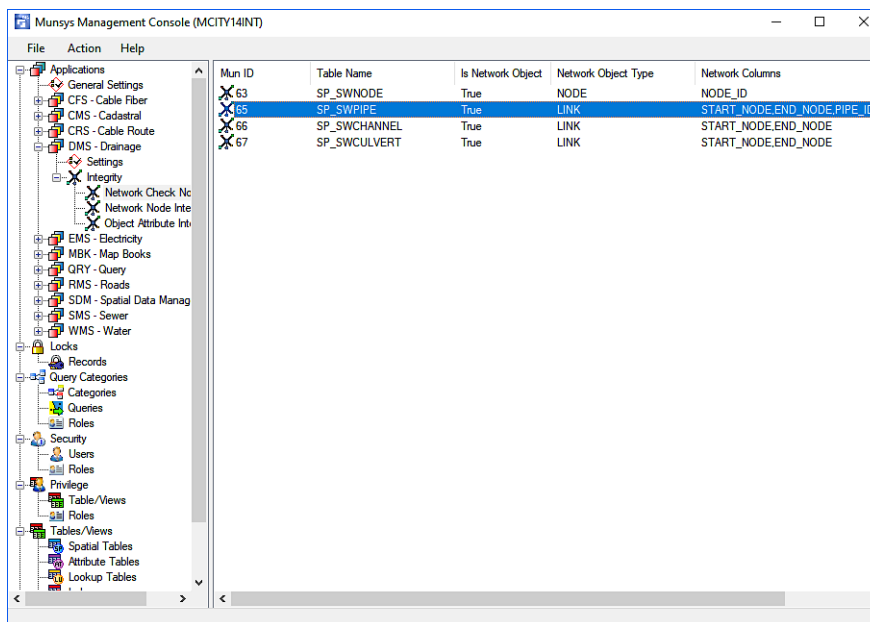 Munsys Management Console (MCITY14INT)
File Action Help
Applications
General Settings
CFS - Cable Fiber
CMS - Cadastral
CRS - Cable Route
DMS - Drainage
Settings
Integrity
Network Check No
Network Node Inte
Object Attribute Int
EMS - Electricity
MBK - Map Books
QRY - Query
RMS - Roads
SDM - Spatial Data Manag
SMS - Sewer
WMS - Water
Locks
Records
Query Categories
Categories
Queries
Roles
Security
Users
Roles
Privilege
Table/Views
Roles
Tables/Views
Spatial Tables
Attribute Tables
Lookup Tables
Mun ID Table Name Is Network Object Network Object Type Network Columns
63 SP_SWNODE True NODE NODE_ID
65 SP_SWPIPE True LINK START_NODE,END_NODE,PIPE_ID
66 SP_SWCHANNEL True LINK START_NODE,END_NODE
67 SP_SWCULVERT True LINK START_NODE,END_NODE